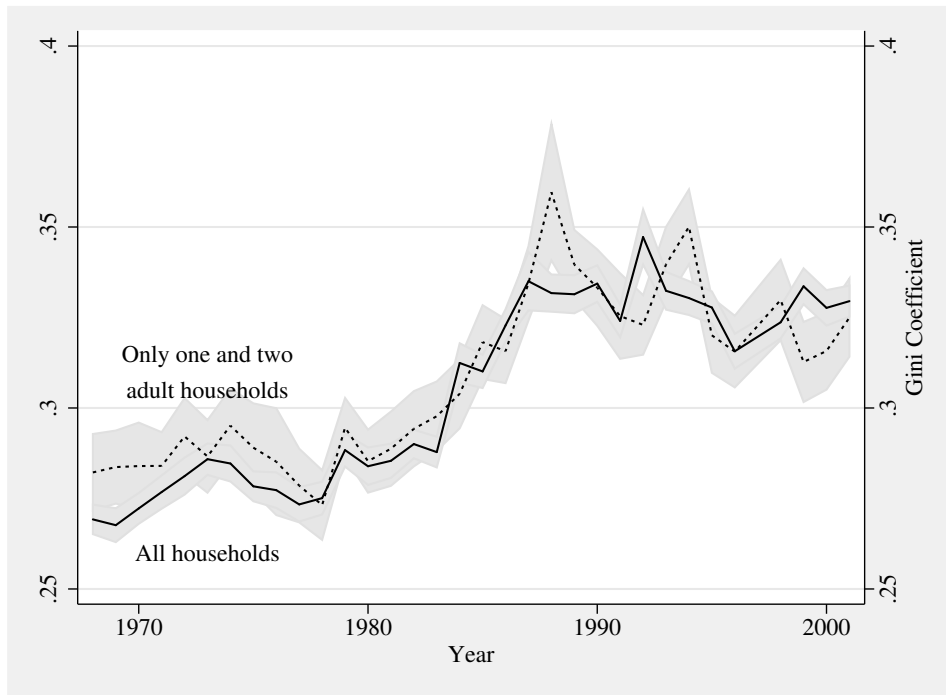 .4
.35
.3
.25
.4
.35
.3
.25
Gini Coefficient
Only one and two
adult households
All households
1970
1980
1990
2000
Year